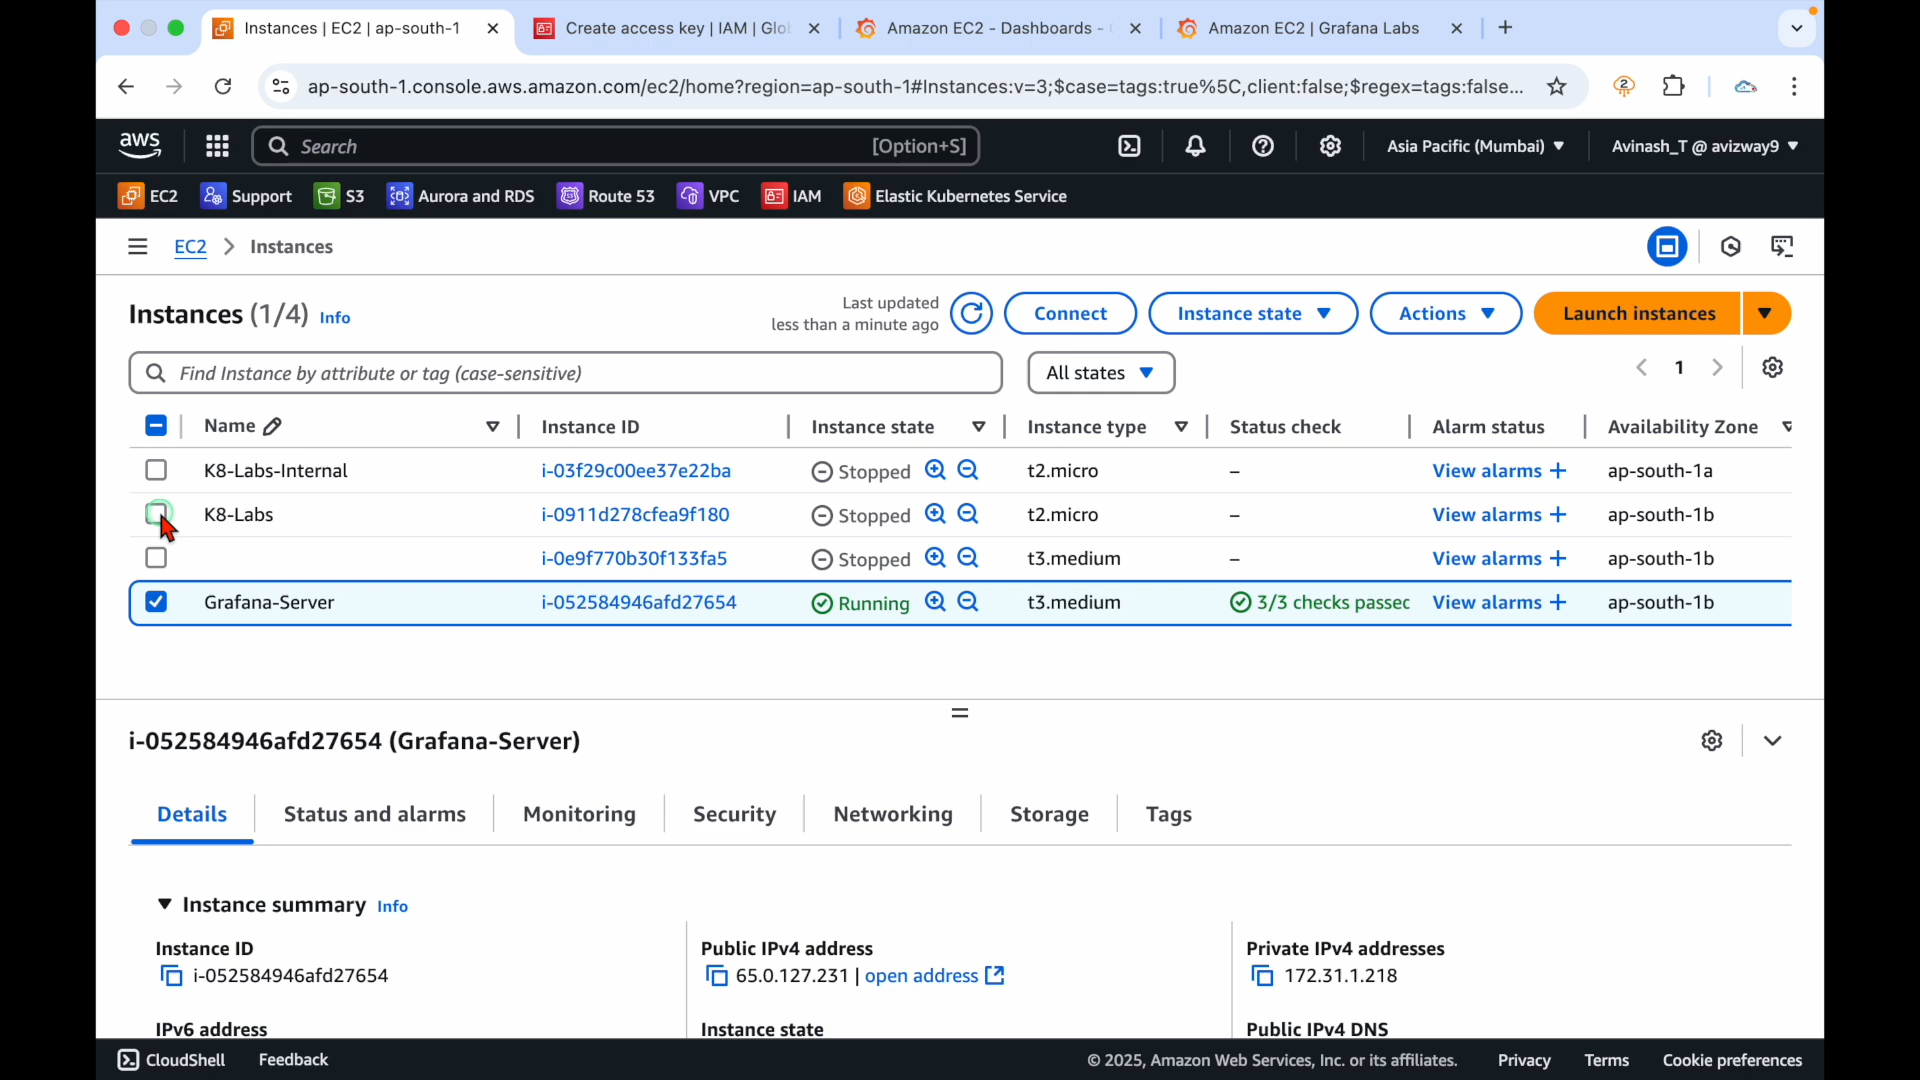 Instances | EC2 | ap-south-1
Create access key | IAM | Glo
Amazon EC2 - Dashboards -
Amazon EC2 | Grafana Labs
ap-south-1.console.aws.amazon.com/ec2/home?region=ap-south-1#Instances:v=3;$case=tags:true%5C,client:false;$regex=tags:false...
2
aws
Search
[Option+S]
Asia Pacific (Mumbai)
Avinash_T @ avizway9
EC2
Support
S3
Aurora and RDS
Route 53
VPC
IAM
Elastic Kubernetes Service
EC2
Instances
Instances (1/4) Info
Last updated
less than a minute ago
Connect
Instance state
Actions
Launch instances
Find Instance by attribute or tag (case-sensitive)
All states
1
Name Instance ID Instance state Instance type Status check Alarm status Availability Zone
K8-Labs-Internal i-03f29c00ee37e22ba Stopped t2.micro – View alarms + ap-south-1a
K8-Labs i-0911d278cfea9f180 Stopped t2.micro – View alarms + ap-south-1b
i-0e9f770b30f133fa5 Stopped t3.medium – View alarms + ap-south-1b
Grafana-Server i-052584946afd27654 Running t3.medium 3/3 checks passec View alarms + ap-south-1b
i-052584946afd27654 (Grafana-Server)
Details
Status and alarms
Monitoring
Security
Networking
Storage
Tags
Instance summary Info
Instance ID
i-052584946afd27654
Public IPv4 address
65.0.127.231 | open address
Private IPv4 addresses
172.31.1.218
IPv6 address
Instance state
Public IPv4 DNS
CloudShell
Feedback
© 2025, Amazon Web Services, Inc. or its affiliates.
Privacy
Terms
Cookie preferences